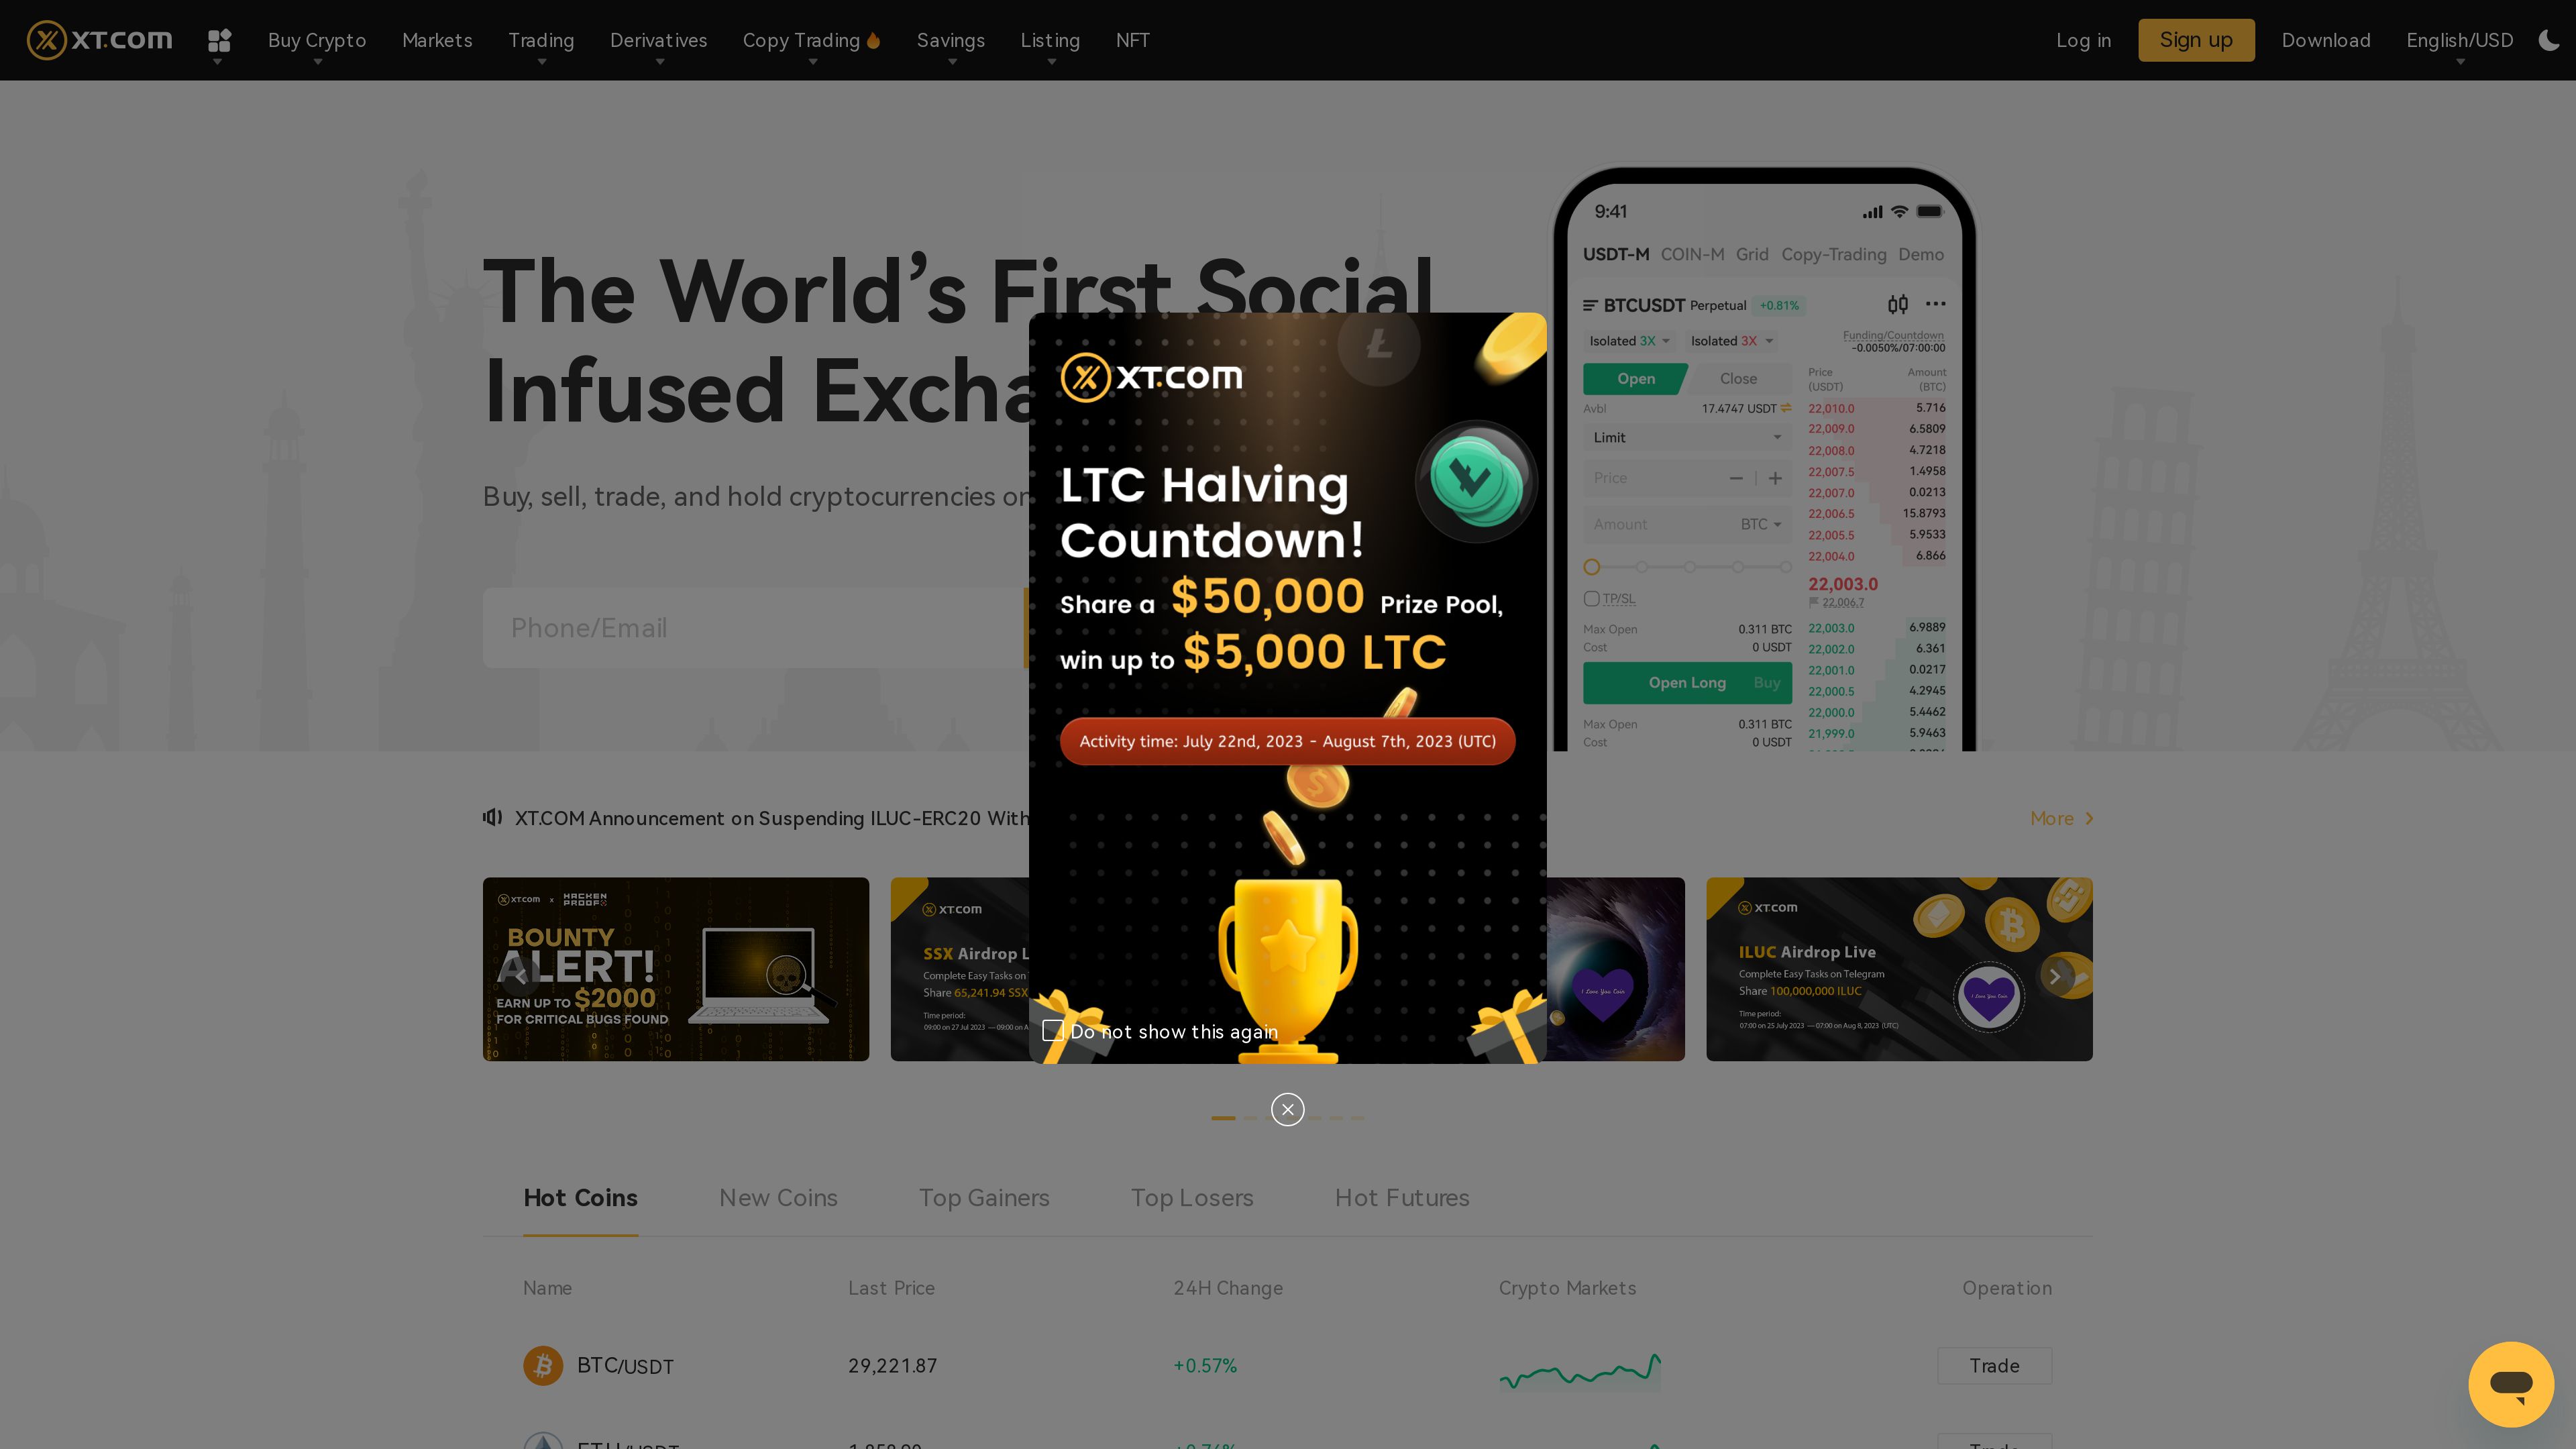 XT.COM
Buy Crypto
Markets
Trading
Derivatives
Copy Trading
Savings
Listing
NFT
Log in
Sign up
Download
English/USD
The World's First Social
Infused Excha
Buy, sell, trade, and hold cryptocurrencies on
Phone/Email
9:41
USDT-M COIN-M Grid Copy-Trading Demo
BTCUSDT Perpetual +0.81%
Isolated 3X
Isolated 3X
Funding/Countdown
-0.0050%/07:00:00
Open
Close
Price
(USDT)
Amount
(BTC)
Avbl
17.4747 USDT
Limit
Price
Amount
BTC
TP/SL
Max Open
0.311 BTC
Cost
0 USDT
Open Long
Buy
Max Open
0.311 BTC
Cost
0 USDT
22,010.0 5.716
22,009.0 6.5809
22,008.0 4.7218
22,007.5 1.4958
22,007.0 0.0213
22,006.5 15.8793
22,005.5 5.9533
22,004.0 6.866
22,003.0
22,006.7
22,003.0 6.9889
22,002.0 6.361
22,001.0 0.0217
22,000.5 4.2945
22,000.0 5.4462
21,999.0 5.9463
XT.COM
LTC Halving
Countdown!
Share a $50,000 Prize Pool,
win up to $5,000 LTC
Activity time: July 22nd, 2023 - August 7th, 2023 (UTC)
Do not show this again
XT.COM Announcement on Suspending ILUC-ERC20 With
More
XT.COM x HACKEN PROOF
BOUNTY
ALERT!
EARN UP TO $2000
FOR CRITICAL BUGS FOUND
XT.COM
SSX Airdrop L
Complete Easy Tasks on
Share 65,241.94 SSX
Time period:
09:00 on 27 Jul 2023 — 09:00 on A
I Love You Coin
XT.COM
ILUC Airdrop Live
Complete Easy Tasks on Telegram
Share 100,000,000 ILUC
Time period:
07:00 on 25 July 2023 — 07:00 on Aug 8, 2023 (UTC)
I Love You Coin
Hot Coins
New Coins
Top Gainers
Top Losers
Hot Futures
Name
Last Price
24H Change
Crypto Markets
Operation
BTC/USDT
29,221.87
+0.57%
Trade